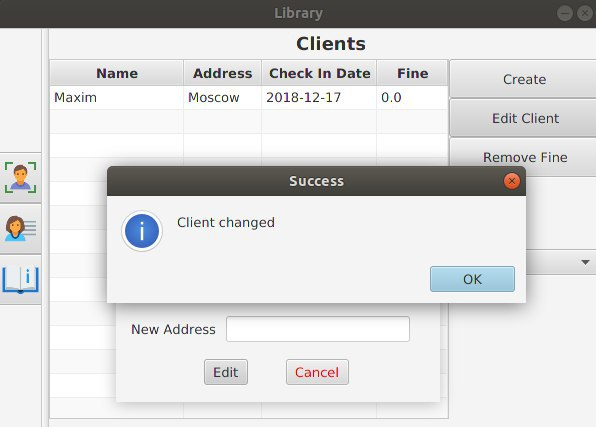 Library
Clients
Name Address Check In Date Fine
Maxim Moscow 2018-12-17 0.0
Create
Edit Client
Remove Fine
Success
Client changed
OK
New Address
Edit Cancel